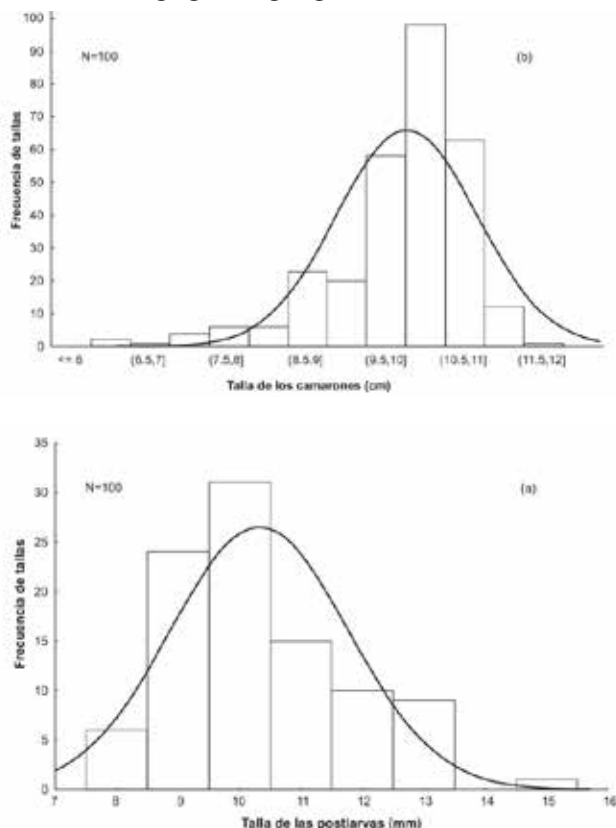 100
N=100
(b)
90
80
70
60
50
40
30
20
10
0
Frecuencia de tallas
<= 6
(6.5,7]
(7.5,8]
(8.5,9]
(9.5,10]
(10.5,11]
(11.5,12]
Talla de los camarones (cm)
35
N=100
(a)
30
25
20
15
10
5
0
Frecuencia de tallas
7 8 9 10 11 12 13 14 15 16
Talla de las postlarvas (mm)